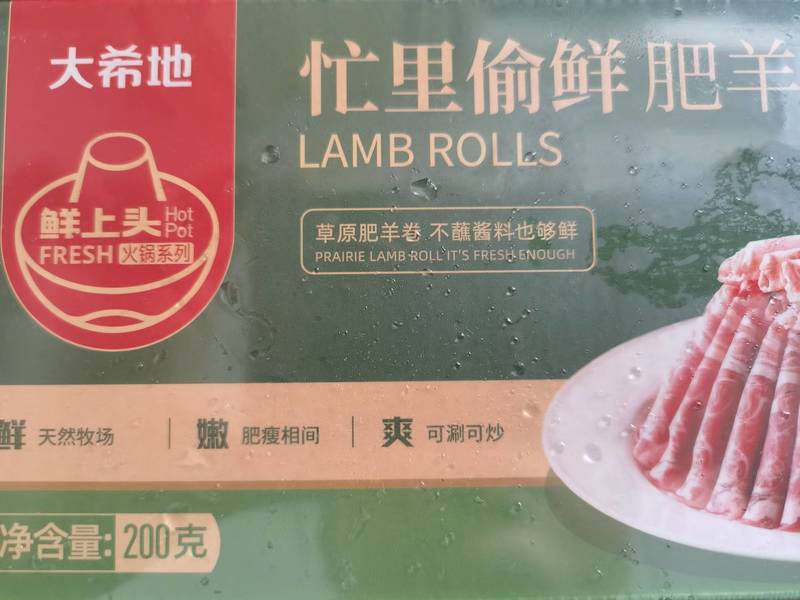 大希地
鲜上头 Hot Pot
FRESH 火锅系列
忙里偷鲜 肥羊
LAMB ROLLS
草原肥羊卷 不蘸酱料也够鲜
PRAIRIE LAMB ROLL IT'S FRESH ENOUGH
鲜 天然牧场 | 嫩 肥瘦相间 | 爽 可涮可炒
净含量: 200克